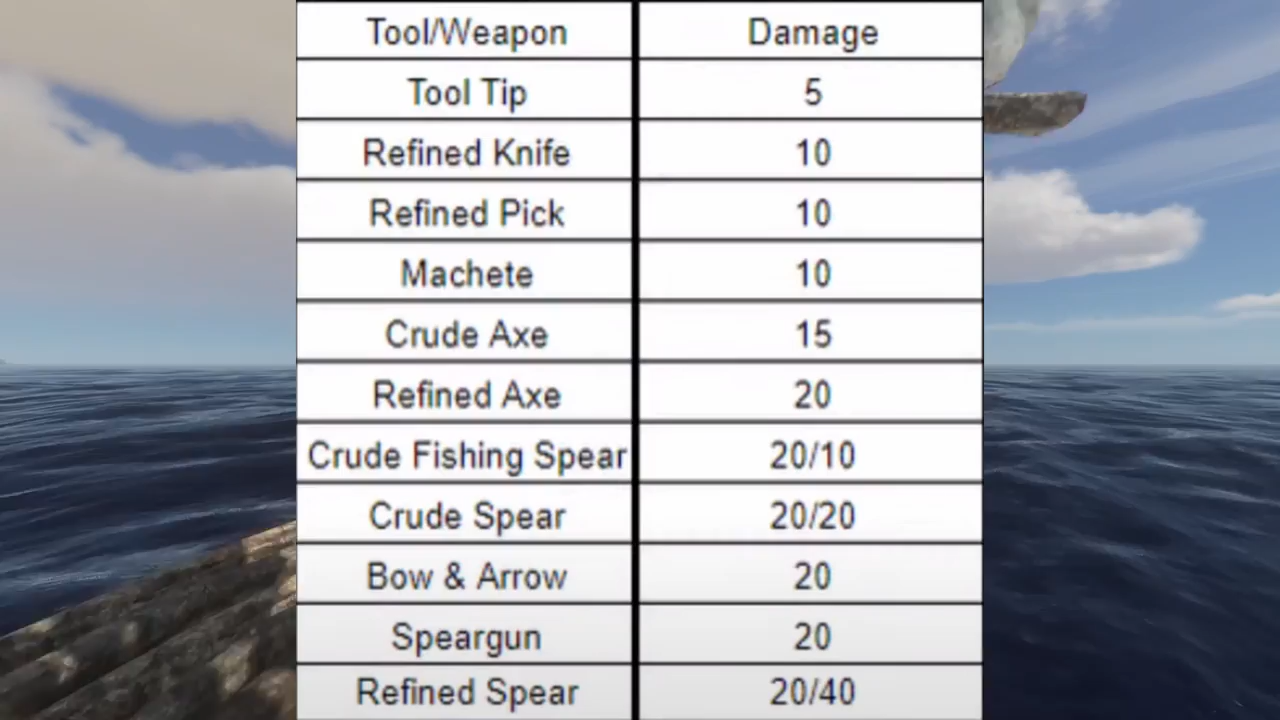 Tool/Weapon Damage
Tool Tip 5
Refined Knife 10
Refined Pick 10
Machete 10
Crude Axe 15
Refined Axe 20
Crude Fishing Spear 20/10
Crude Spear 20/20
Bow & Arrow 20
Speargun 20
Refined Spear 20/40